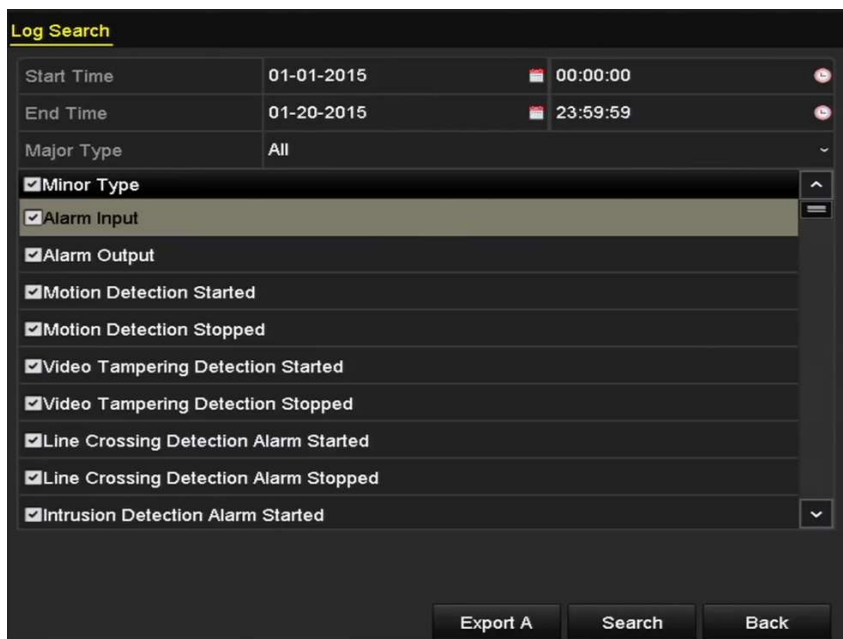 Log Search
Start Time 01-01-2015 00:00:00
End Time 01-20-2015 23:59:59
Major Type All
Minor Type
Alarm Input
Alarm Output
Motion Detection Started
Motion Detection Stopped
Video Tampering Detection Started
Video Tampering Detection Stopped
Line Crossing Detection Alarm Started
Line Crossing Detection Alarm Stopped
Intrusion Detection Alarm Started
Export A Search Back